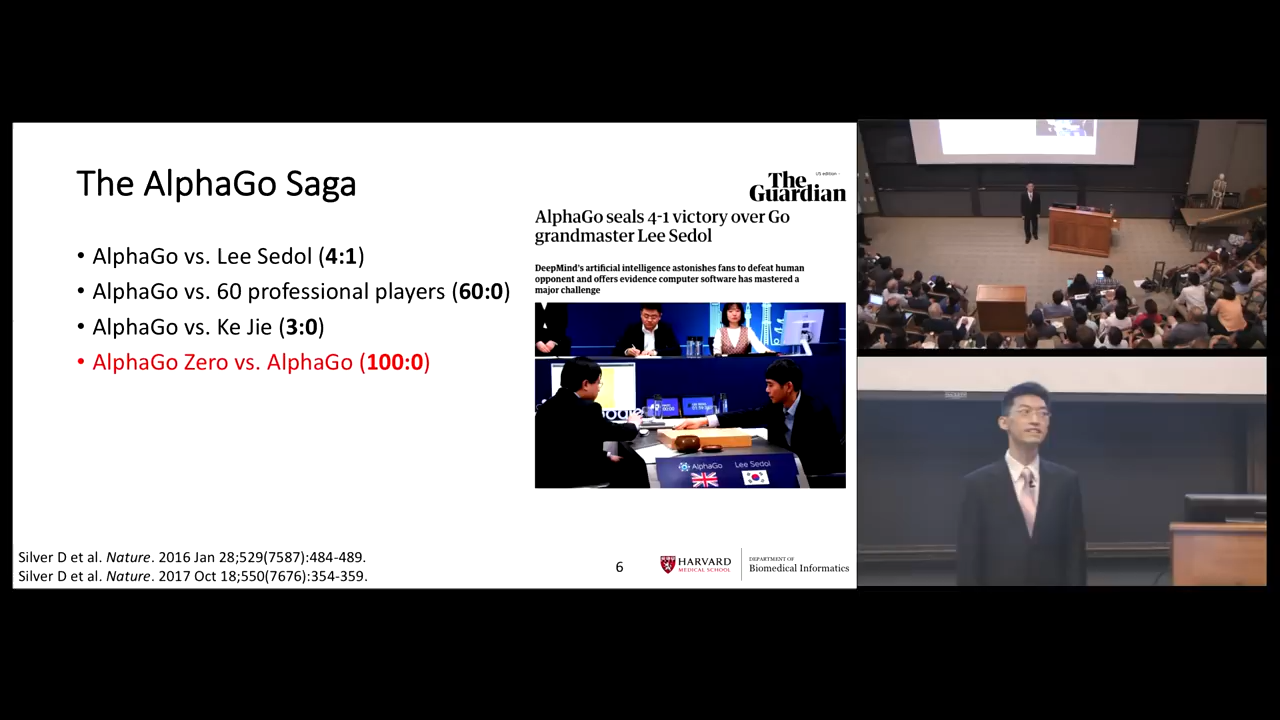 The AlphaGo Saga
• AlphaGo vs. Lee Sedol (4:1)
• AlphaGo vs. 60 professional players (60:0)
• AlphaGo vs. Ke Jie (3:0)
• AlphaGo Zero vs. AlphaGo (100:0)
US edition
The
Guardian
AlphaGo seals 4-1 victory over Go
grandmaster Lee Sedol
DeepMind's artificial intelligence astonishes fans to defeat human
opponent and offers evidence computer software has mastered a
major challenge
AlphaGo
Lee Sedol
Silver D et al. Nature. 2016 Jan 28;529(7587):484-489.
Silver D et al. Nature. 2017 Oct 18;550(7676):354-359.
6
HARVARD
MEDICAL SCHOOL
DEPARTMENT OF
Biomedical Informatics